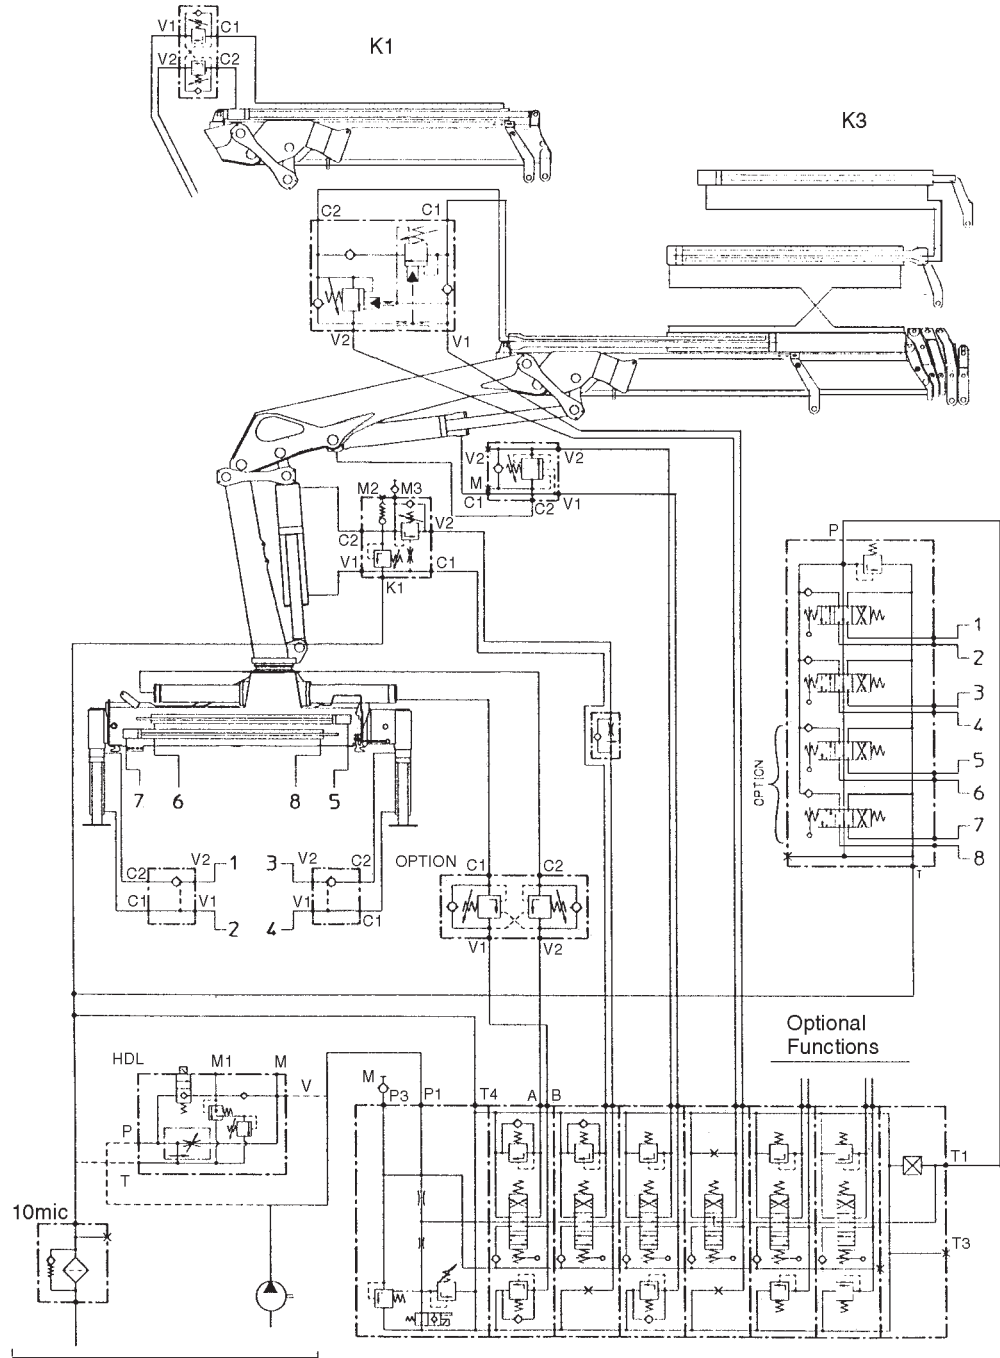 V1 C1
V2 C2
K1
K3
C2 C1
V2 V1
V2 V2
M
C1 C2 V1
M2 M3
C2 V2
V1 C1
K1
P
1
2
3
4
5
6
7
8
OPTION
T
7 6 8 5
C2 V2 1
C1 V1
2
3 V2 C2
V1
4 C1
OPTION C1 C2
V1 V2
Optional
Functions
HDL M1 M
V
P
T
M
P3 P1 T4 A B
T1
T3
10mic